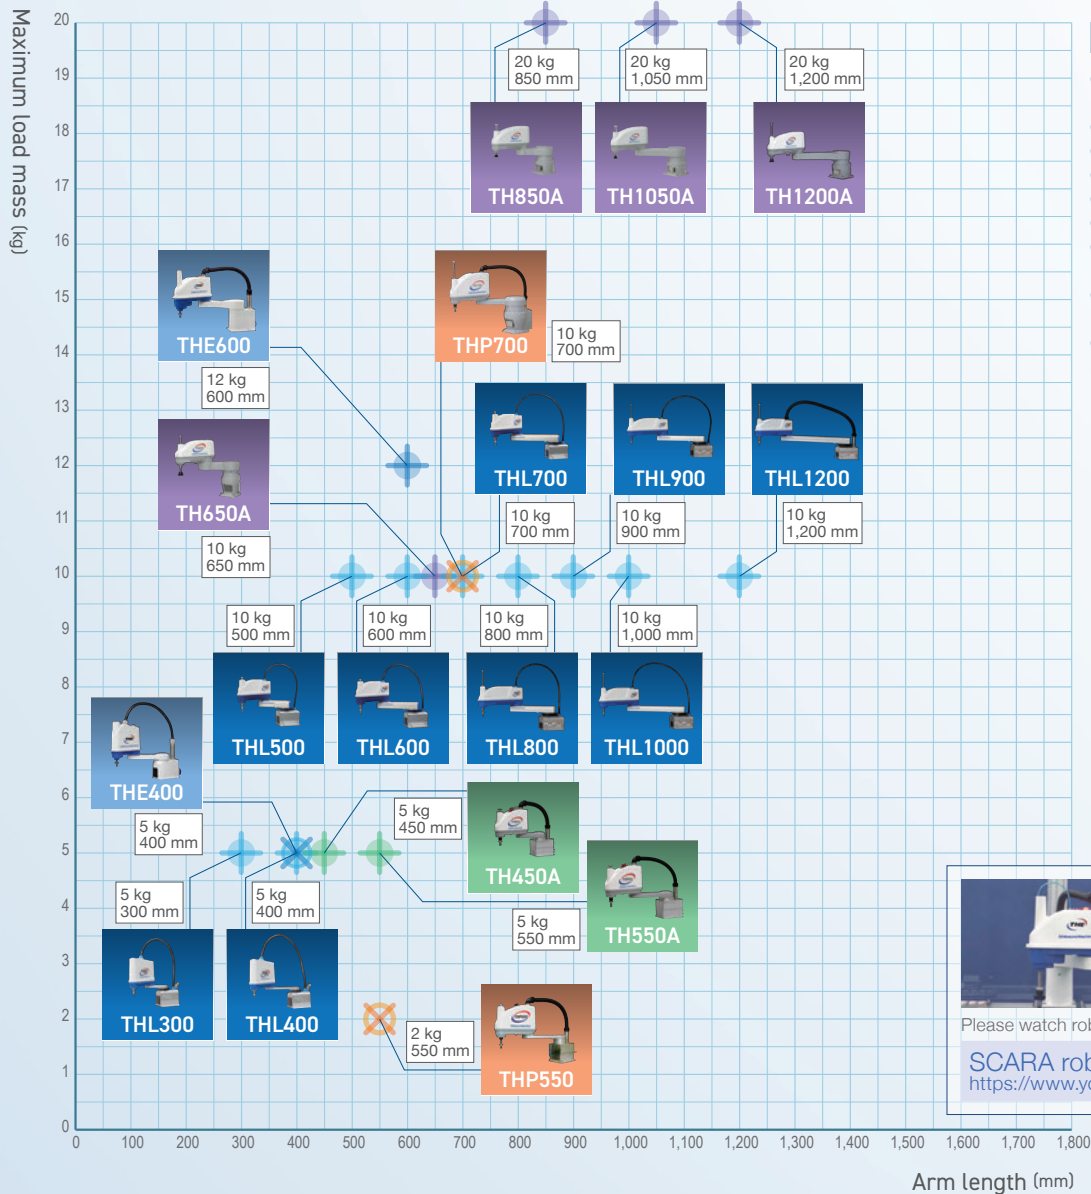 Maximum load mass (kg)
20
19
18
17
16
15
14
13
12
11
10
9
8
7
6
5
4
3
2
1
0
20 kg
850 mm
20 kg
1,050 mm
20 kg
1,200 mm
TH850A
TH1050A
TH1200A
THE600
12 kg
600 mm
THP700
10 kg
700 mm
TH650A
10 kg
650 mm
THL700
10 kg
700 mm
THL900
10 kg
900 mm
THL1200
10 kg
1,200 mm
10 kg
500 mm
10 kg
600 mm
10 kg
800 mm
10 kg
1,000 mm
THL500
THL600
THL800
THL1000
THE400
5 kg
400 mm
5 kg
450 mm
TH450A
5 kg
300 mm
5 kg
400 mm
5 kg
550 mm
TH550A
THL300
THL400
2 kg
550 mm
THP550
Please watch rob
SCARA rob
https://www.yo
0 100 200 300 400 500 600 700 800 900 1,000 1,100 1,200 1,300 1,400 1,500 1,600 1,700 1,800
Arm length (mm)